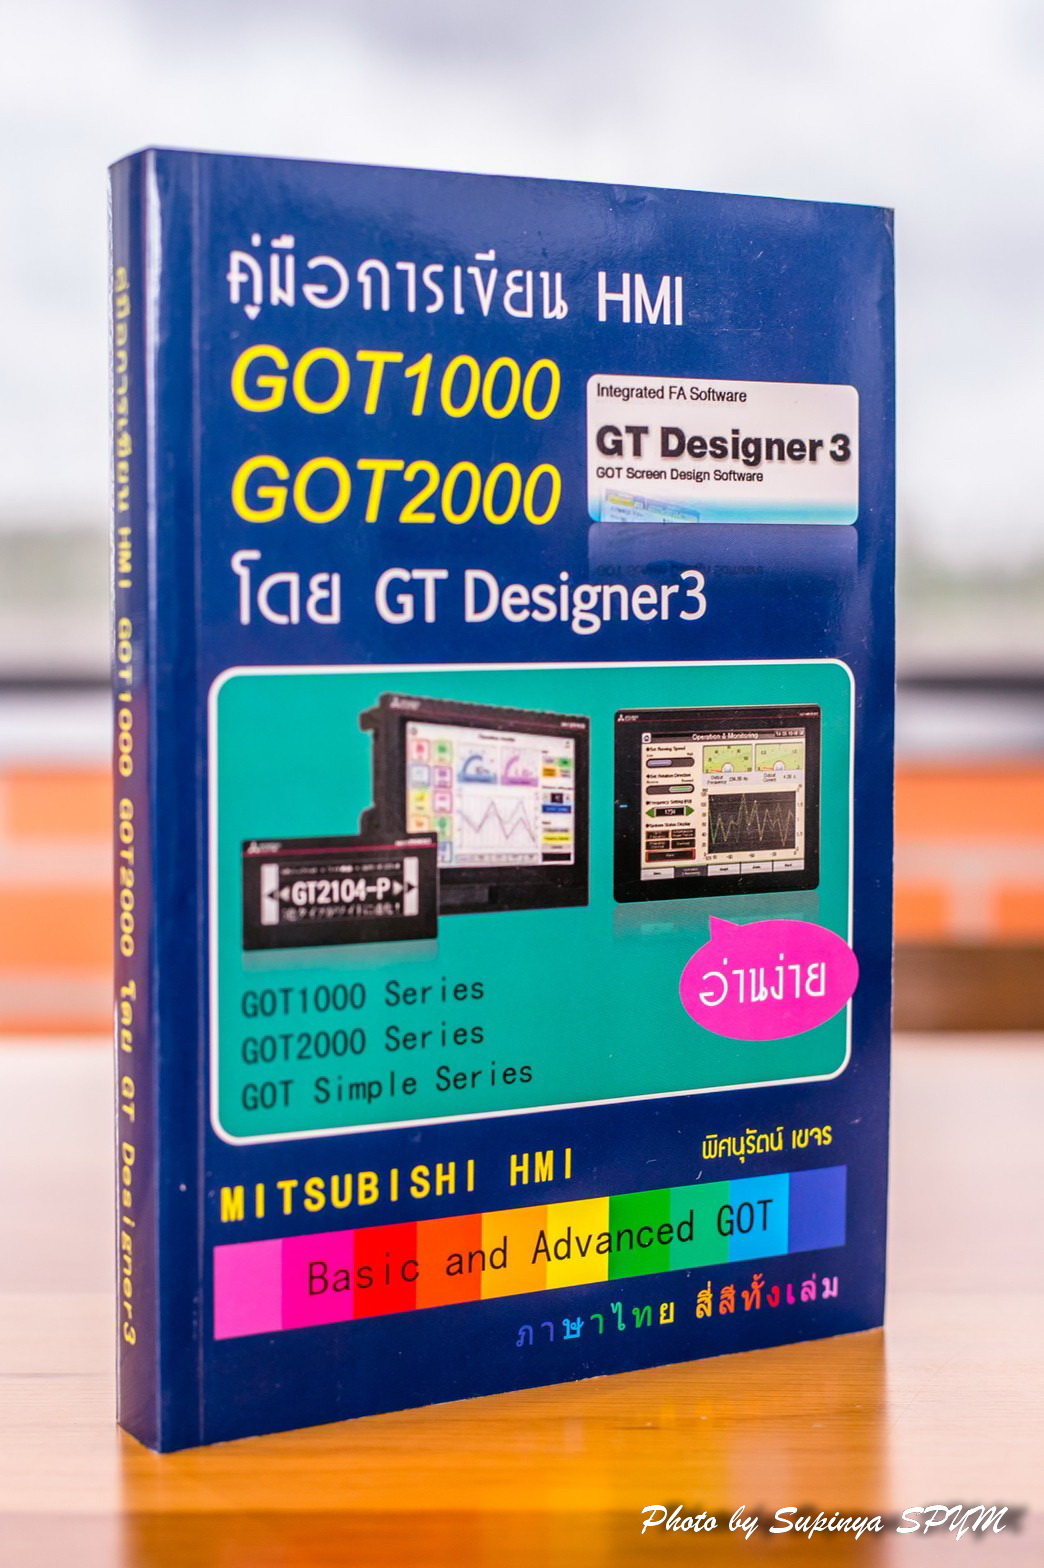 คู่มือการเขียน HMI
GOT1000
GOT2000
Integrated FA Software
GT Designer 3
GOT Screen Design Software
โดย GT Designer3
Operation & Monitoring
GT2104-P
GOT1000 Series
GOT2000 Series
GOT Simple Series
อ่านง่าย
MITSUBISHI HMI
พิศนุรัตน์ เขจร
Basic and Advanced GOT
ภาษาไทย สี่สีทั้งเล่ม
คู่มือการเขียน HMI GOT1000 GOT2000 โดย GT Designer3
Photo by Supinya SPYM